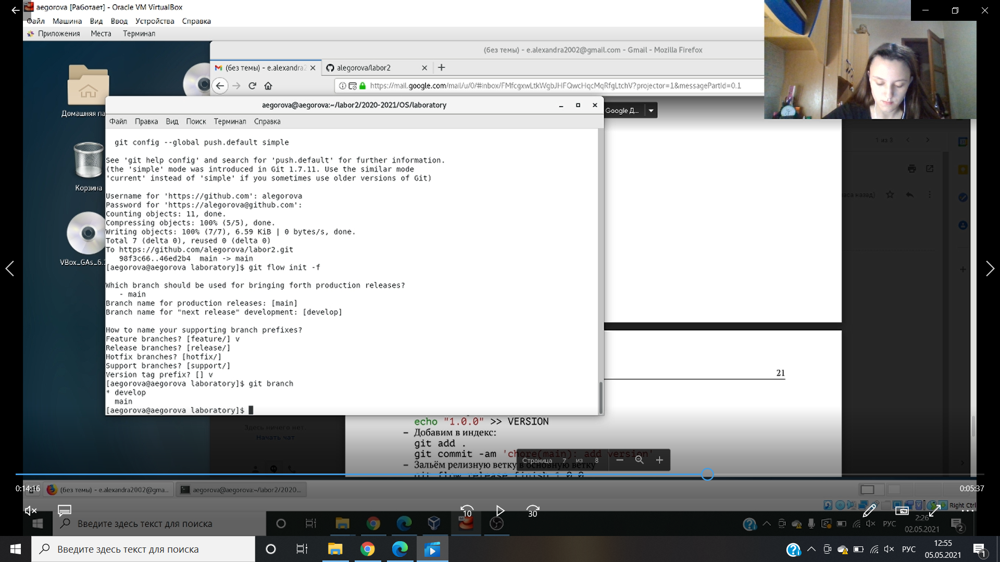 aegorova [Работает] - Oracle VM VirtualBox
Файл Машина Вид Ввод Устройства Справка
Приложения Места Терминал
(без темы) - e.alexandra2002@gmail.com - Gmail - Mozilla Firefox
(без темы) - e.alexandra2
alegorova/labor2
https://mail.google.com/mail/u/0/#inbox/FMfcgxwLtkWgbJHFQwcHqcMqRfgLtchV?projector=1&messagePartId=0.1
Домашняя па
Корзина
VBox_GAs_6.
aegorova@aegorova:~/labor2/2020-2021/OS/laboratory
Google Д...
Файл Правка Вид Поиск Терминал Справка
git config --global push.default simple
See 'git help config' and search for 'push.default' for further information.
(the 'simple' mode was introduced in Git 1.7.11. Use the similar mode
'current' instead of 'simple' if you sometimes use older versions of Git)
Username for 'https://github.com': alegorova
Password for 'https://alegorova@github.com':
Counting objects: 11, done.
Compressing objects: 100% (5/5), done.
Writing objects: 100% (7/7), 6.59 KiB | 0 bytes/s, done.
Total 7 (delta 0), reused 0 (delta 0)
To https://github.com/alegorova/labor2.git
98f3c66..46ed2b4 main -> main
[aegorova@aegorova laboratory]$ git flow init -f
Which branch should be used for bringing forth production releases?
- main
Branch name for production releases: [main]
Branch name for "next release" development: [develop]
How to name your supporting branch prefixes?
Feature branches? [feature/] v
Release branches? [release/]
Hotfix branches? [hotfix/]
Support branches? [support/]
Version tag prefix? [] v
[aegorova@aegorova laboratory]$ git branch
* develop
main
[aegorova@aegorova laboratory]$
1 из 3
часа назад)
21
echo "1.0.0" >> VERSION
– Добавим в индекс:
git add .
git commit -am 'chore(main): add version'
– Зальём релизную ветку в основную ветку
git flow release finish 1.0.0
Страница 7 из 8
Здесь ничего нет.
Начать чат
0:14:16
0:05:37
(без темы) - e.alexandra2002@gma...
aegorova@aegorova:~/labor2/2020...
Right Ctrl
10
30
Введите здесь текст для поиска
РУС
2:26
02.05.2021
2
Введите здесь текст для поиска
РУС
12:55
05.05.2021
1